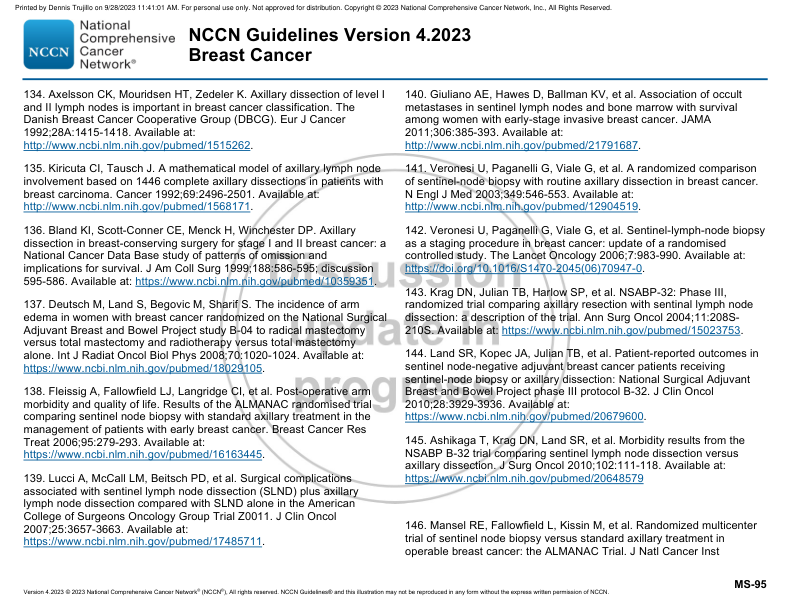 Printed by Dennis Trujillo on 9/28/2023 11:41:01 AM. For personal use only. Not approved for distribution. Copyright © 2023 National Comprehensive Cancer Network, Inc., All Rights Reserved.
NCCN
National
Comprehensive
Cancer
Network®
NCCN Guidelines Version 4.2023
Breast Cancer
134. Axelsson CK, Mouridsen HT, Zedeler K. Axillary dissection of level I
and II lymph nodes is important in breast cancer classification. The
Danish Breast Cancer Cooperative Group (DBCG). Eur J Cancer
1992;28A:1415-1418. Available at:
http://www.ncbi.nlm.nih.gov/pubmed/1515262.
135. Kiricuta CI, Tausch J. A mathematical model of axillary lymph node
involvement based on 1446 complete axillary dissections in patients with
breast carcinoma. Cancer 1992;69:2496-2501. Available at:
http://www.ncbi.nlm.nih.gov/pubmed/1568171.
136. Bland KI, Scott-Conner CE, Menck H, Winchester DP. Axillary
dissection in breast-conserving surgery for stage I and II breast cancer: a
National Cancer Data Base study of patterns of omission and
implications for survival. J Am Coll Surg 1999;188:586-595; discussion
595-586. Available at: https://www.ncbi.nlm.nih.gov/pubmed/10359351.
137. Deutsch M, Land S, Begovic M, Sharif S. The incidence of arm
edema in women with breast cancer randomized on the National Surgical
Adjuvant Breast and Bowel Project study B-04 to radical mastectomy
versus total mastectomy and radiotherapy versus total mastectomy
alone. Int J Radiat Oncol Biol Phys 2008;70:1020-1024. Available at:
https://www.ncbi.nlm.nih.gov/pubmed/18029105.
138. Fleissig A, Fallowfield LJ, Langridge CI, et al. Post-operative arm
morbidity and quality of life. Results of the ALMANAC randomised trial
comparing sentinel node biopsy with standard axillary treatment in the
management of patients with early breast cancer. Breast Cancer Res
Treat 2006;95:279-293. Available at:
https://www.ncbi.nlm.nih.gov/pubmed/16163445.
139. Lucci A, McCall LM, Beitsch PD, et al. Surgical complications
associated with sentinel lymph node dissection (SLND) plus axillary
lymph node dissection compared with SLND alone in the American
College of Surgeons Oncology Group Trial Z0011. J Clin Oncol
2007;25:3657-3663. Available at:
https://www.ncbi.nlm.nih.gov/pubmed/17485711.
140. Giuliano AE, Hawes D, Ballman KV, et al. Association of occult
metastases in sentinel lymph nodes and bone marrow with survival
among women with early-stage invasive breast cancer. JAMA
2011;306:385-393. Available at:
http://www.ncbi.nlm.nih.gov/pubmed/21791687.
141. Veronesi U, Paganelli G, Viale G, et al. A randomized comparison
of sentinel-node biopsy with routine axillary dissection in breast cancer.
N Engl J Med 2003;349:546-553. Available at:
http://www.ncbi.nlm.nih.gov/pubmed/12904519.
142. Veronesi U, Paganelli G, Viale G, et al. Sentinel-lymph-node biopsy
as a staging procedure in breast cancer: update of a randomised
controlled study. The Lancet Oncology 2006;7:983-990. Available at:
https://doi.org/10.1016/S1470-2045(06)70947-0.
143. Krag DN, Julian TB, Harlow SP, et al. NSABP-32: Phase III,
randomized trial comparing axillary resection with sentinal lymph node
dissection: a description of the trial. Ann Surg Oncol 2004;11:208S-
210S. Available at: https://www.ncbi.nlm.nih.gov/pubmed/15023753.
144. Land SR, Kopec JA, Julian TB, et al. Patient-reported outcomes in
sentinel node-negative adjuvant breast cancer patients receiving
sentinel-node biopsy or axillary dissection: National Surgical Adjuvant
Breast and Bowel Project phase III protocol B-32. J Clin Oncol
2010;28:3929-3936. Available at:
https://www.ncbi.nlm.nih.gov/pubmed/20679600.
145. Ashikaga T, Krag DN, Land SR, et al. Morbidity results from the
NSABP B-32 trial comparing sentinel lymph node dissection versus
axillary dissection. J Surg Oncol 2010;102:111-118. Available at:
https://www.ncbi.nlm.nih.gov/pubmed/20648579
146. Mansel RE, Fallowfield L, Kissin M, et al. Randomized multicenter
trial of sentinel node biopsy versus standard axillary treatment in
operable breast cancer: the ALMANAC Trial. J Natl Cancer Inst
Discussion
update in
progress
MS-95
Version 4.2023 © 2023 National Comprehensive Cancer Network® (NCCN®), All rights reserved. NCCN Guidelines® and this illustration may not be reproduced in any form without the express written permission of NCCN.